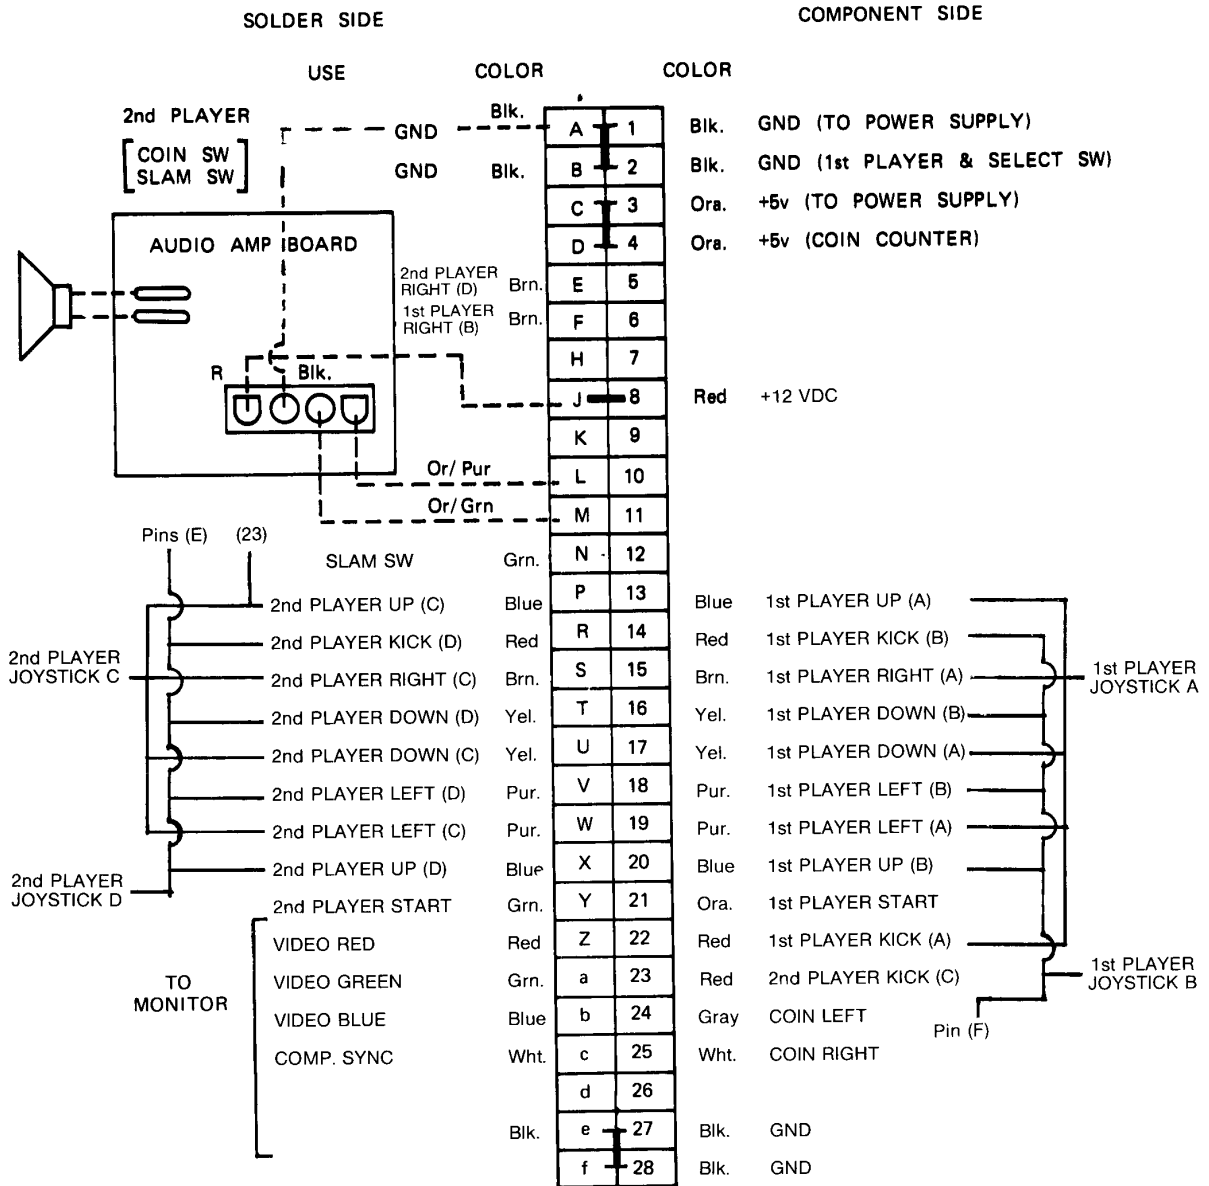 SOLDER SIDE
COMPONENT SIDE
USE
COLOR
COLOR
2nd PLAYER
COIN SW
SLAM SW
GND Blk. A 1 Blk. GND (TO POWER SUPPLY)
GND Blk. B 2 Blk. GND (1st PLAYER & SELECT SW)
C 3 Ora. +5v (TO POWER SUPPLY)
AUDIO AMP BOARD
D 4 Ora. +5v (COIN COUNTER)
2nd PLAYER
RIGHT (D) Brn. E 5
1st PLAYER
RIGHT (B) Brn. F 6
H 7
R Blk.
J 8 Red +12 VDC
K 9
Or/Pur L 10
Or/Grn M 11
Pins (E) (23)
SLAM SW Grn. N 12
2nd PLAYER UP (C) Blue P 13 Blue 1st PLAYER UP (A)
2nd PLAYER KICK (D) Red R 14 Red 1st PLAYER KICK (B)
2nd PLAYER
JOYSTICK C
2nd PLAYER RIGHT (C) Brn. S 15 Brn. 1st PLAYER RIGHT (A)
1st PLAYER
JOYSTICK A
2nd PLAYER DOWN (D) Yel. T 16 Yel. 1st PLAYER DOWN (B)
2nd PLAYER DOWN (C) Yel. U 17 Yel. 1st PLAYER DOWN (A)
2nd PLAYER LEFT (D) Pur. V 18 Pur. 1st PLAYER LEFT (B)
2nd PLAYER LEFT (C) Pur. W 19 Pur. 1st PLAYER LEFT (A)
2nd PLAYER UP (D) Blue X 20 Blue 1st PLAYER UP (B)
2nd PLAYER
JOYSTICK D
2nd PLAYER START Grn. Y 21 Ora. 1st PLAYER START
VIDEO RED Red Z 22 Red 1st PLAYER KICK (A)
TO
MONITOR
VIDEO GREEN Grn. a 23 Red 2nd PLAYER KICK (C)
1st PLAYER
JOYSTICK B
VIDEO BLUE Blue b 24 Gray COIN LEFT
Pin (F)
COMP. SYNC Wht. c 25 Wht. COIN RIGHT
d 26
Blk. e 27 Blk. GND
f 28 Blk. GND